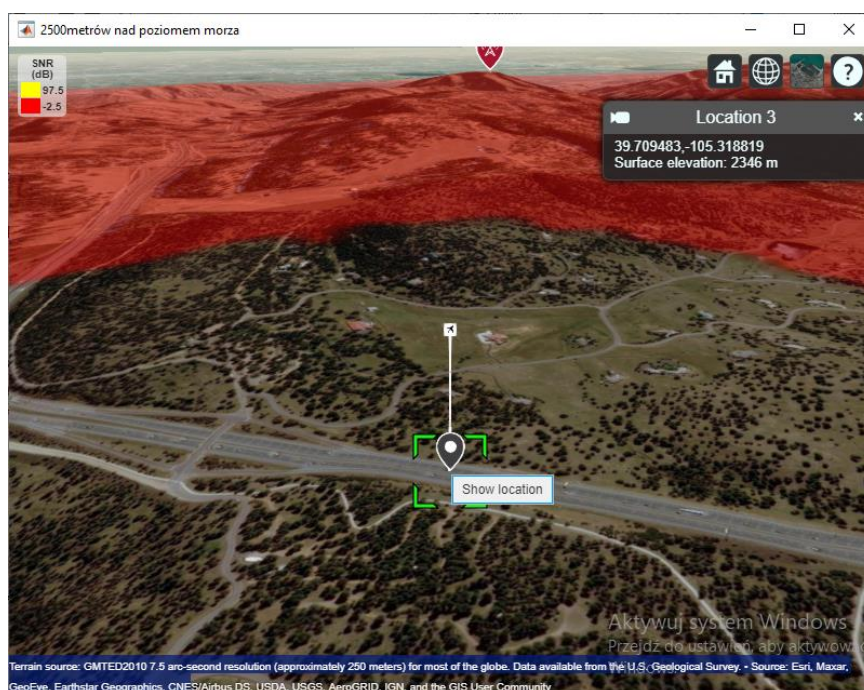 2500metrów nad poziomem morza
SNR
(dB)
97.5
-2.5
Location 3
39.709483,-105.318819
Surface elevation: 2346 m
Show location
Aktywuj system Windows
Przejdź do ustawień, aby aktywować
Windows.
Terrain source: GMTED2010 7.5 arc-second resolution (approximately 250 meters) for most of the globe. Data available from the U.S. Geological Survey. - Source: Esri, Maxar,
GeoEye, Earthstar Geographics, CNES/Airbus DS, USDA, USGS, AeroGRID, IGN, and the GIS User Community